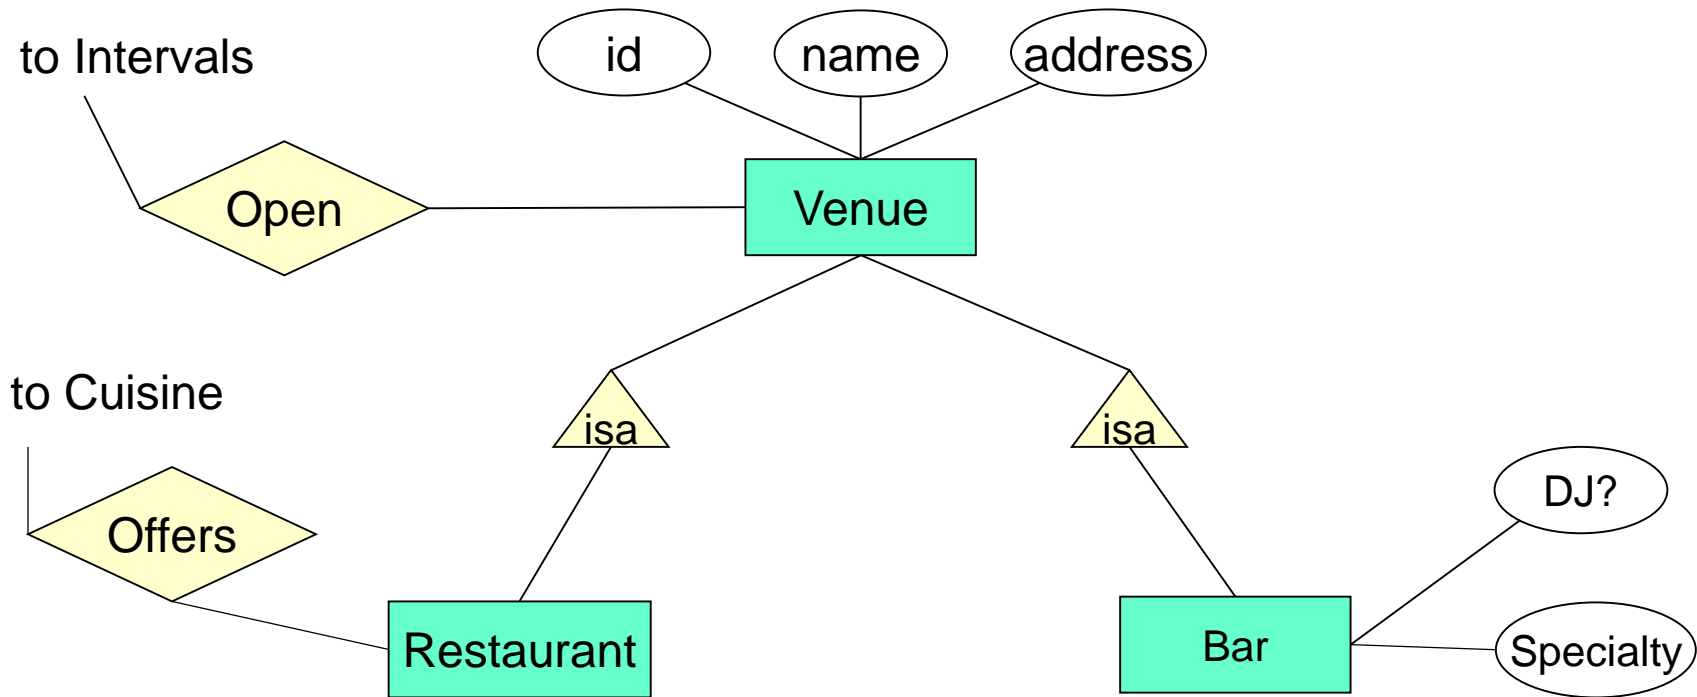 to Intervals
id
name
address
Open
Venue
to Cuisine
isa
isa
DJ?
Offers
Restaurant
Bar
Specialty